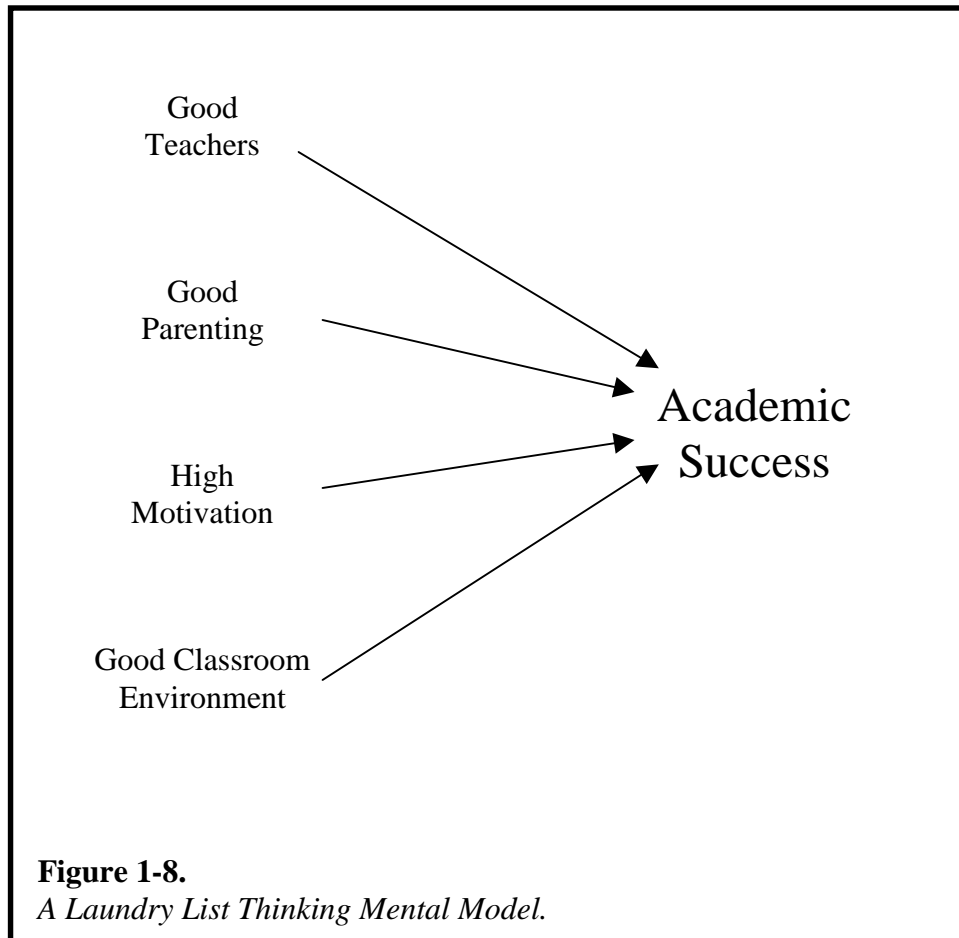 Good
Teachers
Good
Parenting
High
Motivation
Good Classroom
Environment
Academic
Success
Figure 1-8.
A Laundry List Thinking Mental Model.